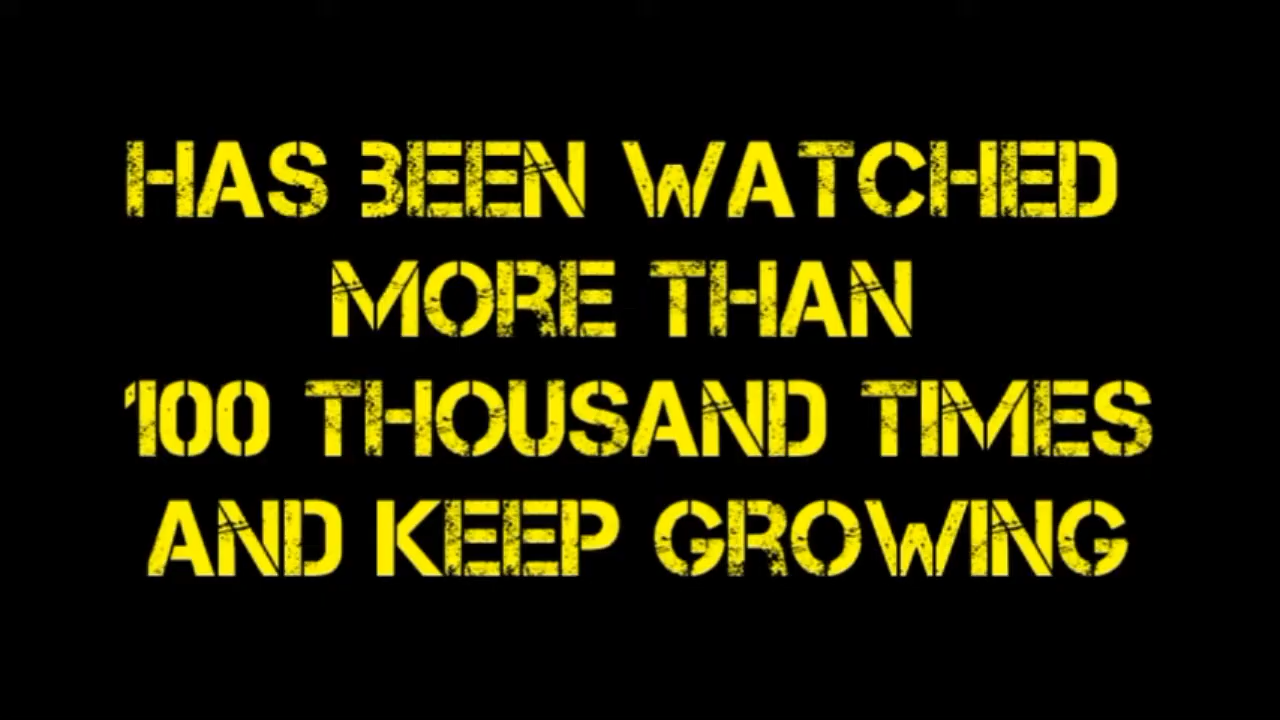 HAS BEEN WATCHED
MORE THAN
100 THOUSAND TIMES
AND KEEP GROWING